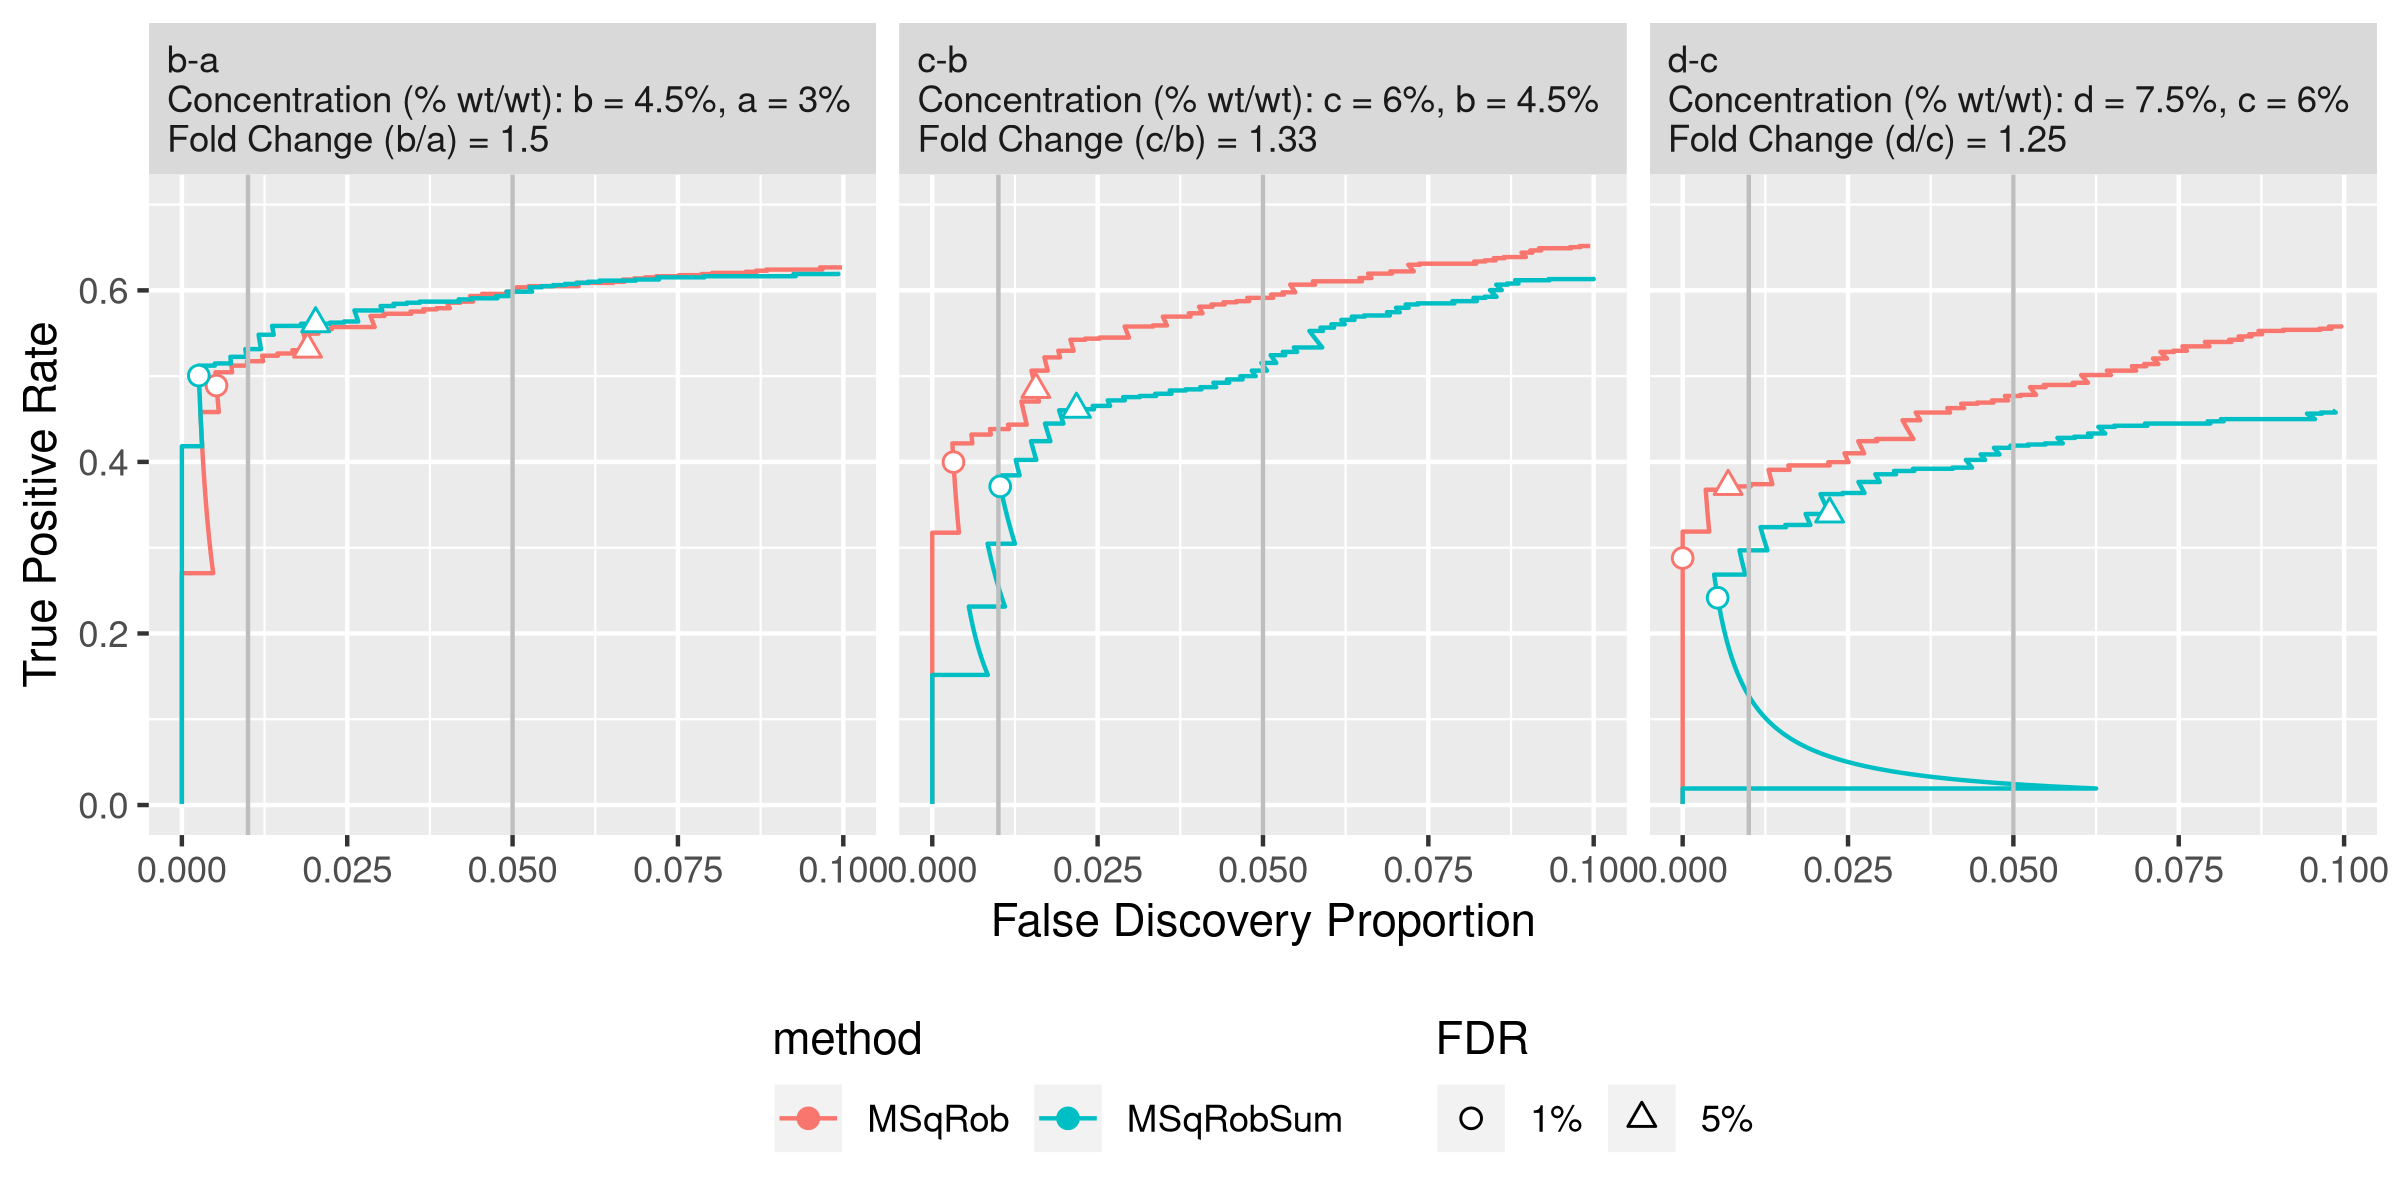 b-a
Concentration (% wt/wt): b = 4.5%, a = 3%
Fold Change (b/a) = 1.5
c-b
Concentration (% wt/wt): c = 6%, b = 4.5%
Fold Change (c/b) = 1.33
d-c
Concentration (% wt/wt): d = 7.5%, c = 6%
Fold Change (d/c) = 1.25
True Positive Rate
0.6
0.4
0.2
0.0
0.000 0.025 0.050 0.075 0.100
0.000 0.025 0.050 0.075 0.100
0.000 0.025 0.050 0.075 0.100
False Discovery Proportion
method
MSqRob MSqRobSum
FDR
1% 5%